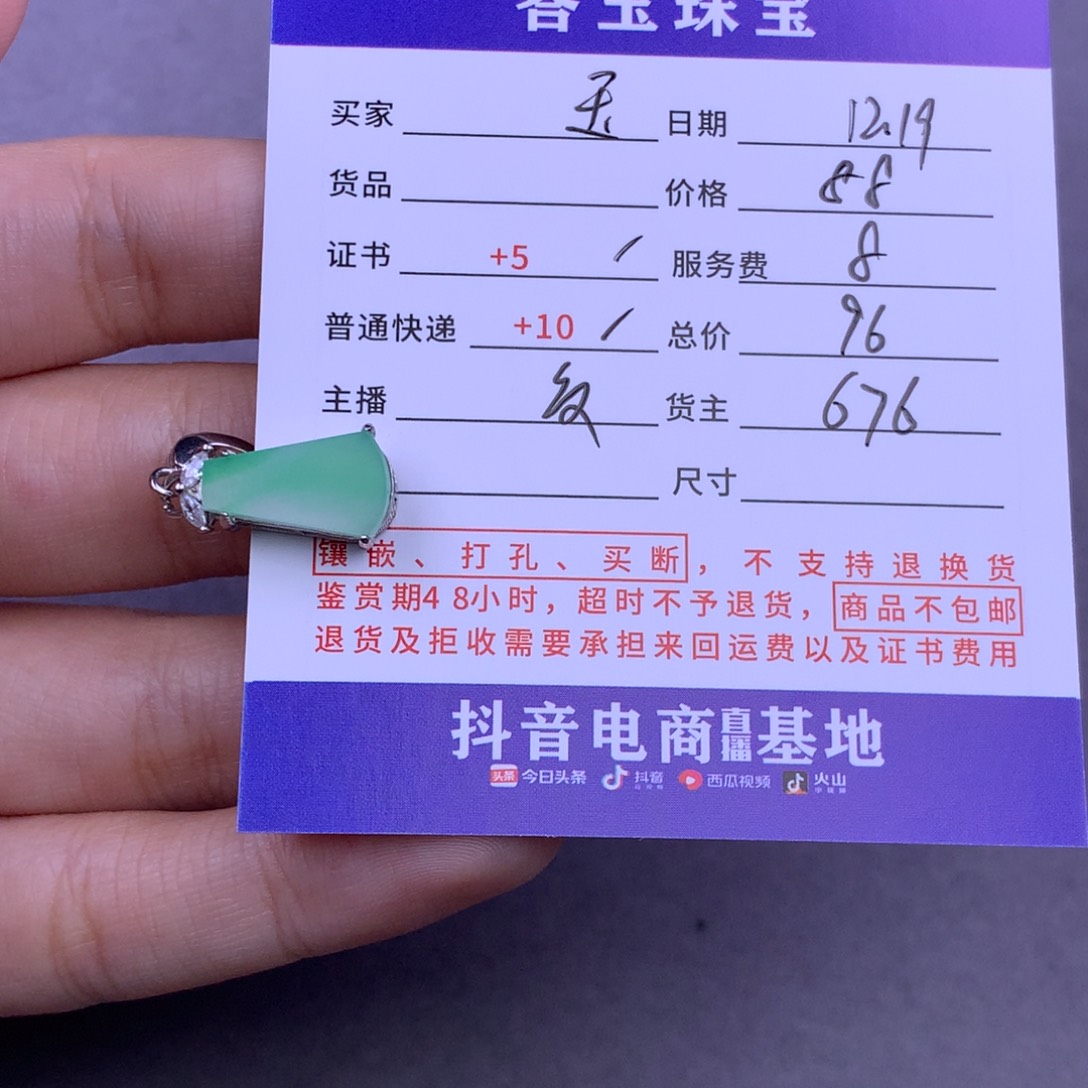 玉珠宝
买家 日期 12.19
货品 价格 88
证书 +5 / 服务费 8
普通快递 +10 / 总价 96
主播 货主 676
尺寸
镶嵌、打孔、买断，不支持退换货
鉴赏期48小时，超时不予退货，商品不包邮
退货及拒收需要承担来回运费以及证书费用
抖音电商直播基地
头条 今日头条 抖音 西瓜视频 火山